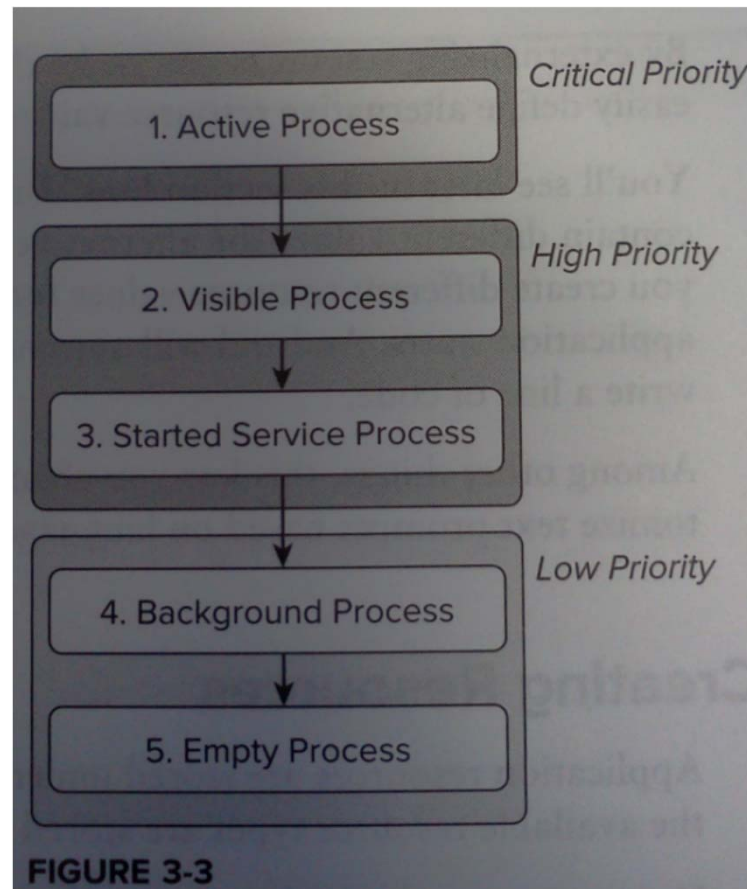 Critical Priority
1. Active Process
High Priority
2. Visible Process
3. Started Service Process
Low Priority
4. Background Process
5. Empty Process
FIGURE 3-3